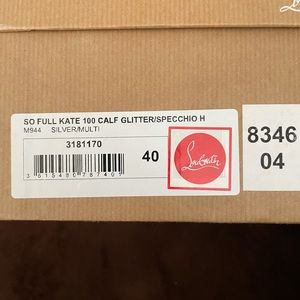 SO FULL KATE 100 CALF GLITTER/SPECCHIO H
M944 SILVER/MULTI
3181170
40
Louboutin
8346
04